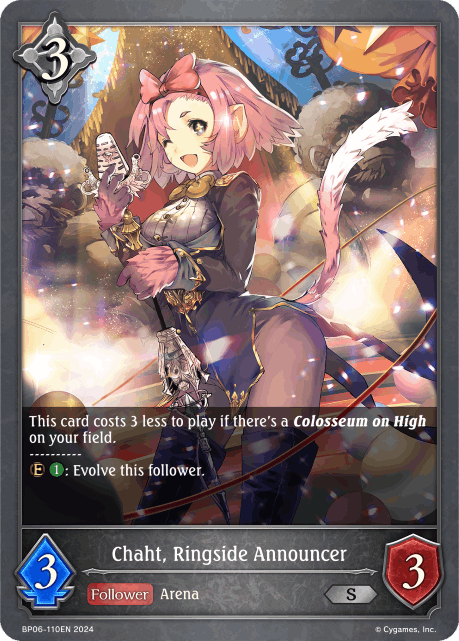 3
This card costs 3 less to play if there's a Colosseum on High
on your field.
----------
E 1: Evolve this follower.
Chaht, Ringside Announcer
3
Follower Arena
S
3
BP06-110EN 2024
© Cygames, Inc.